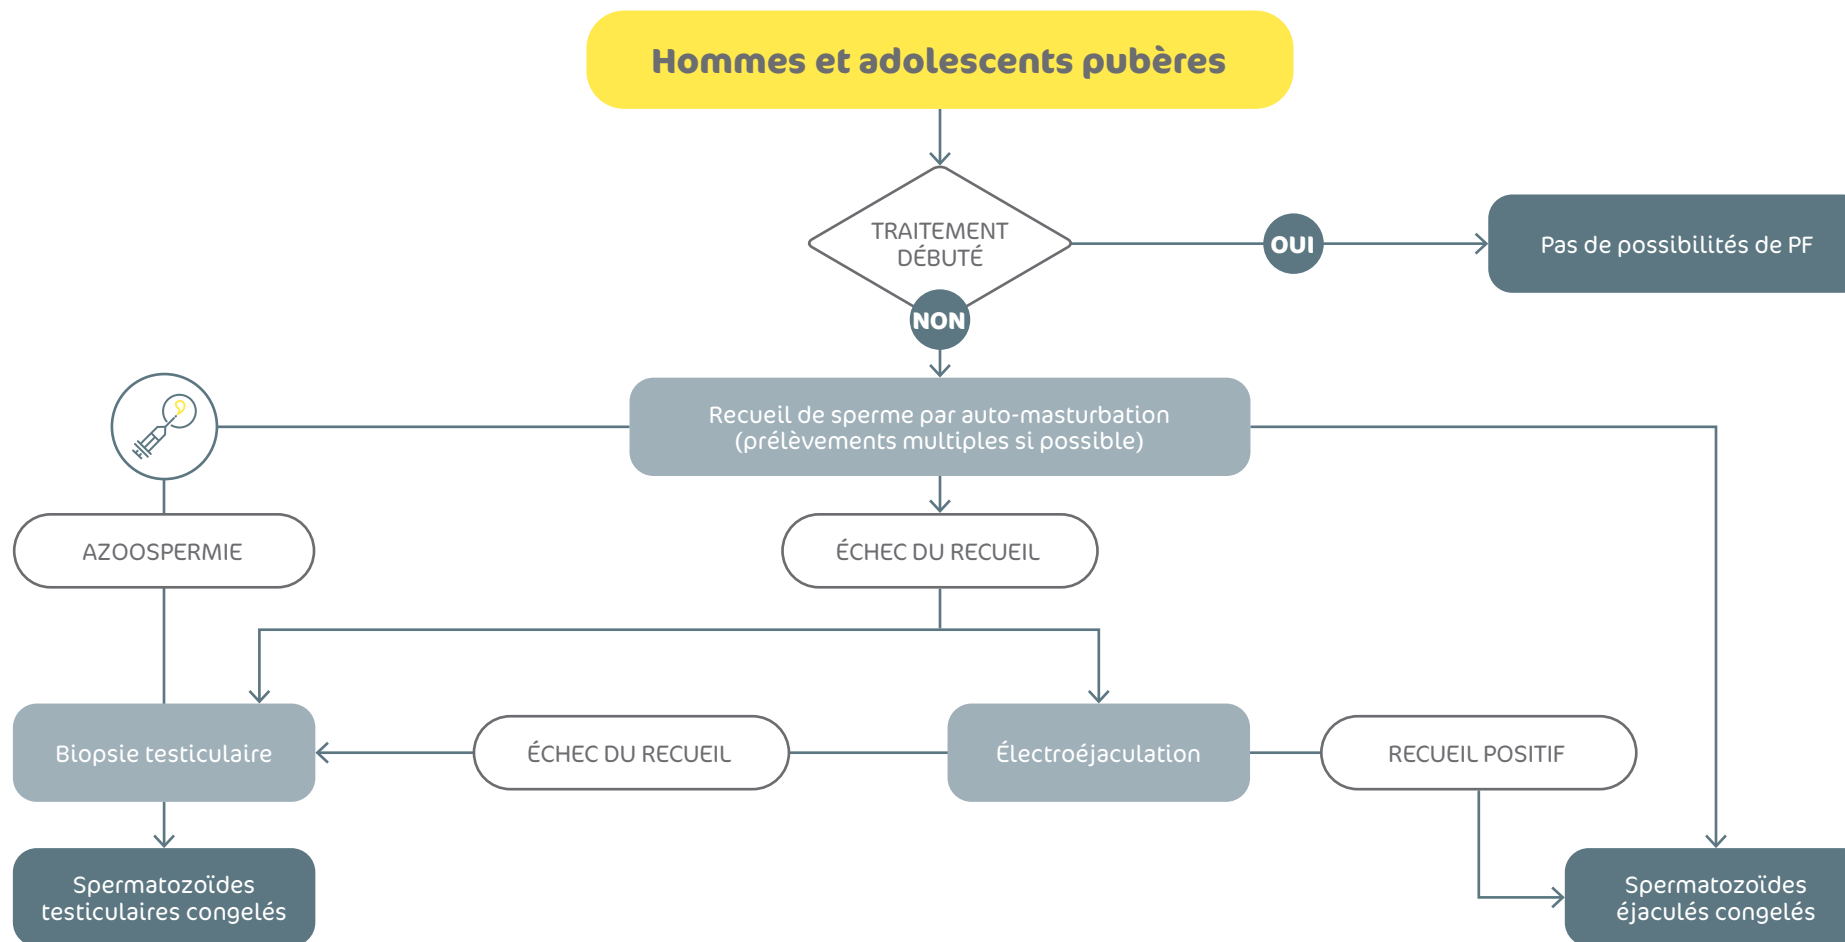 Hommes et adolescents pubères
TRAITEMENT
DÉBUTÉ
OUI
Pas de possibilités de PF
NON
Recueil de sperme par auto-masturbation
(prélèvements multiples si possible)
AZOOSPERMIE
ÉCHEC DU RECUEIL
Biopsie testiculaire
ÉCHEC DU RECUEIL
Électroéjaculation
RECUEIL POSITIF
Spermatozoïdes
testiculaires congelés
Spermatozoïdes
éjaculés congelés